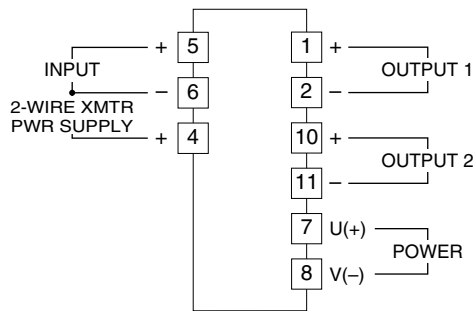 + 5
INPUT
− 6
2-WIRE XMTR
PWR SUPPLY
+ 4
1 +
OUTPUT 1
2 −
10 +
OUTPUT 2
11 −
7 U(+)
POWER
8 V(−)